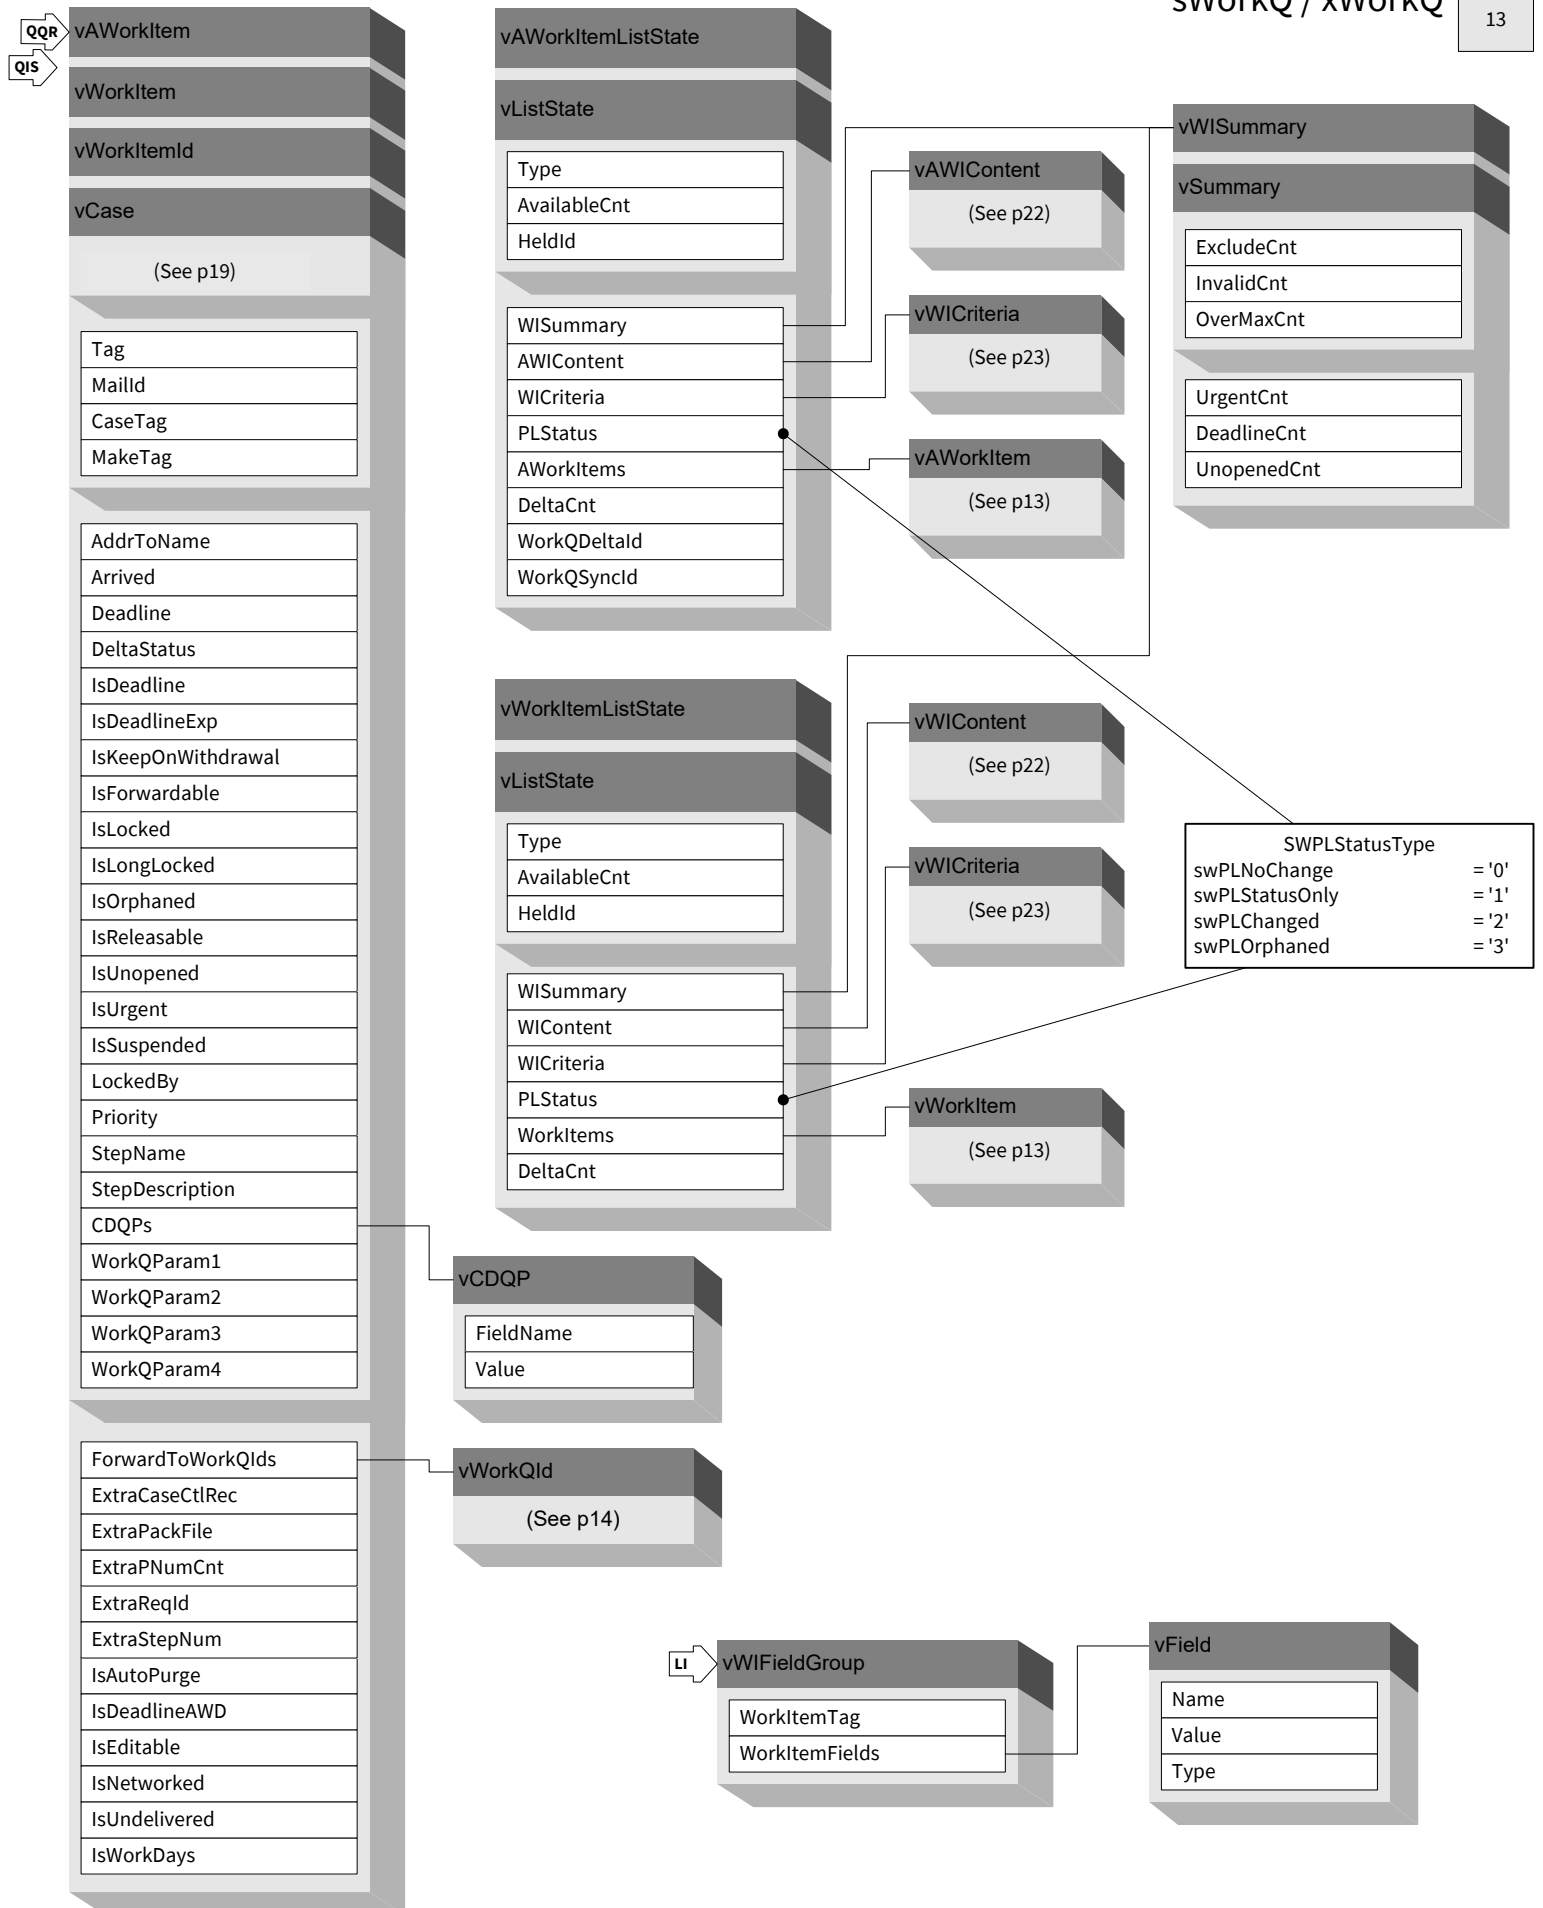 sWorkQ / xWorkQ
13
QQR
QIS
vAWorkItem
vWorkItem
vWorkItemId
vCase
(See p19)
Tag
MailId
CaseTag
MakeTag
AddrToName
Arrived
Deadline
DeltaStatus
IsDeadline
IsDeadlineExp
IsKeepOnWithdrawal
IsForwardable
IsLocked
IsLongLocked
IsOrphaned
IsReleasable
IsUnopened
IsUrgent
IsSuspended
LockedBy
Priority
StepName
StepDescription
CDQPs
WorkQParam1
WorkQParam2
WorkQParam3
WorkQParam4
ForwardToWorkQIds
ExtraCaseCtlRec
ExtraPackFile
ExtraPNumCnt
ExtraReqId
ExtraStepNum
IsAutoPurge
IsDeadlineAWD
IsEditable
IsNetworked
IsUndelivered
IsWorkDays
vAWorkItemListState
vListState
Type
AvailableCnt
HeldId
WISummary
AWIContent
WICriteria
PLStatus
AWorkItems
DeltaCnt
WorkQDeltaId
WorkQSyncId
vAWIContent
(See p22)
vWICriteria
(See p23)
vAWorkItem
(See p13)
vWISummary
vSummary
ExcludeCnt
InvalidCnt
OverMaxCnt
UrgentCnt
DeadlineCnt
UnopenedCnt
vWorkItemListState
vListState
Type
AvailableCnt
HeldId
WISummary
WIContent
WICriteria
PLStatus
WorkItems
DeltaCnt
vWIContent
(See p22)
vWICriteria
(See p23)
vWorkItem
(See p13)
SWPLStatusType
swPLNoChange = '0'
swPLStatusOnly = '1'
swPLChanged = '2'
swPLOrphaned = '3'
vCDQP
FieldName
Value
vWorkQId
(See p14)
LI
vWIFieldGroup
WorkItemTag
WorkItemFields
vField
Name
Value
Type